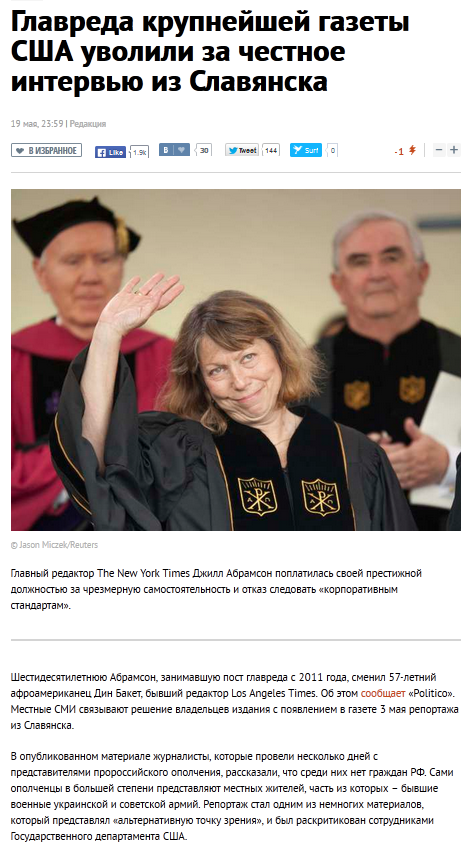 Главреда крупнейшей газеты
США уволили за честное
интервью из Славянска
19 мая, 23:59 | Редакция
В ИЗБРАННОЕ
Like 1.9k
B 30
Tweet 144
Surf 0
-1
− +
© Jason Miczek/Reuters
Главный редактор The New York Times Джилл Абрамсон поплатилась своей престижной
должностью за чрезмерную самостоятельность и отказ следовать «корпоративным
стандартам».
Шестидесятилетнюю Абрамсон, занимавшую пост главреда с 2011 года, сменил 57-летний
афроамериканец Дин Бакет, бывший редактор Los Angeles Times. Об этом сообщает «Politico».
Местные СМИ связывают решение владельцев издания с появлением в газете 3 мая репортажа
из Славянска.
В опубликованном материале журналисты, которые провели несколько дней с
представителями пророссийского ополчения, рассказали, что среди них нет граждан РФ. Сами
ополченцы в большей степени представляют местных жителей, часть из которых – бывшие
военные украинской и советской армий. Репортаж стал одним из немногих материалов,
который представлял «альтернативную точку зрения», и был раскритикован сотрудниками
Государственного департамента США.